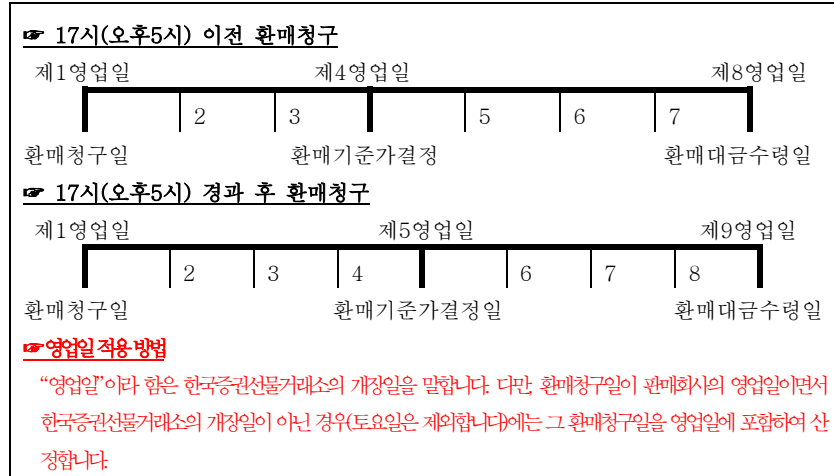 ☞ 17시(오후5시) 이전 환매청구
제1영업일 제4영업일 제8영업일
2 3 5 6 7
환매청구일 환매기준가결정 환매대금수령일
☞ 17시(오후5시) 경과 후 환매청구
제1영업일 제5영업일 제9영업일
2 3 4 6 7 8
환매청구일 환매기준가결정일 환매대금수령일
☞영업일 적용 방법
“영업일”이라 함은 한국증권선물거래소의 개장일을 말합니다. 다만, 환매청구일이 판매회사의 영업일이면서
한국증권선물거래소의 개장일이 아닌 경우(토요일은 제외합니다)에는 그 환매청구일을 영업일에 포함하여 산
정합니다.